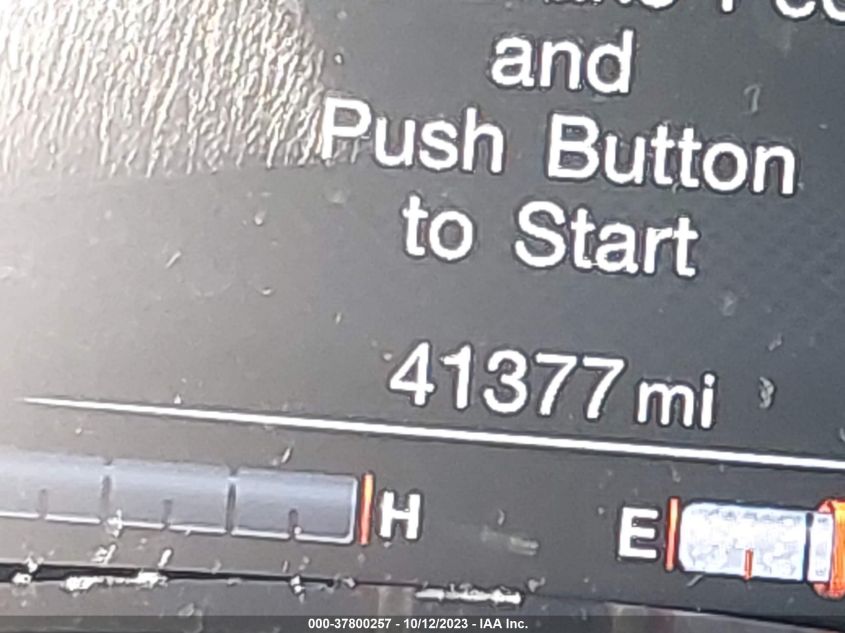 and
Push Button
to Start
41377 mi
H
E
000-37800257 - 10/12/2023 - IAA Inc.